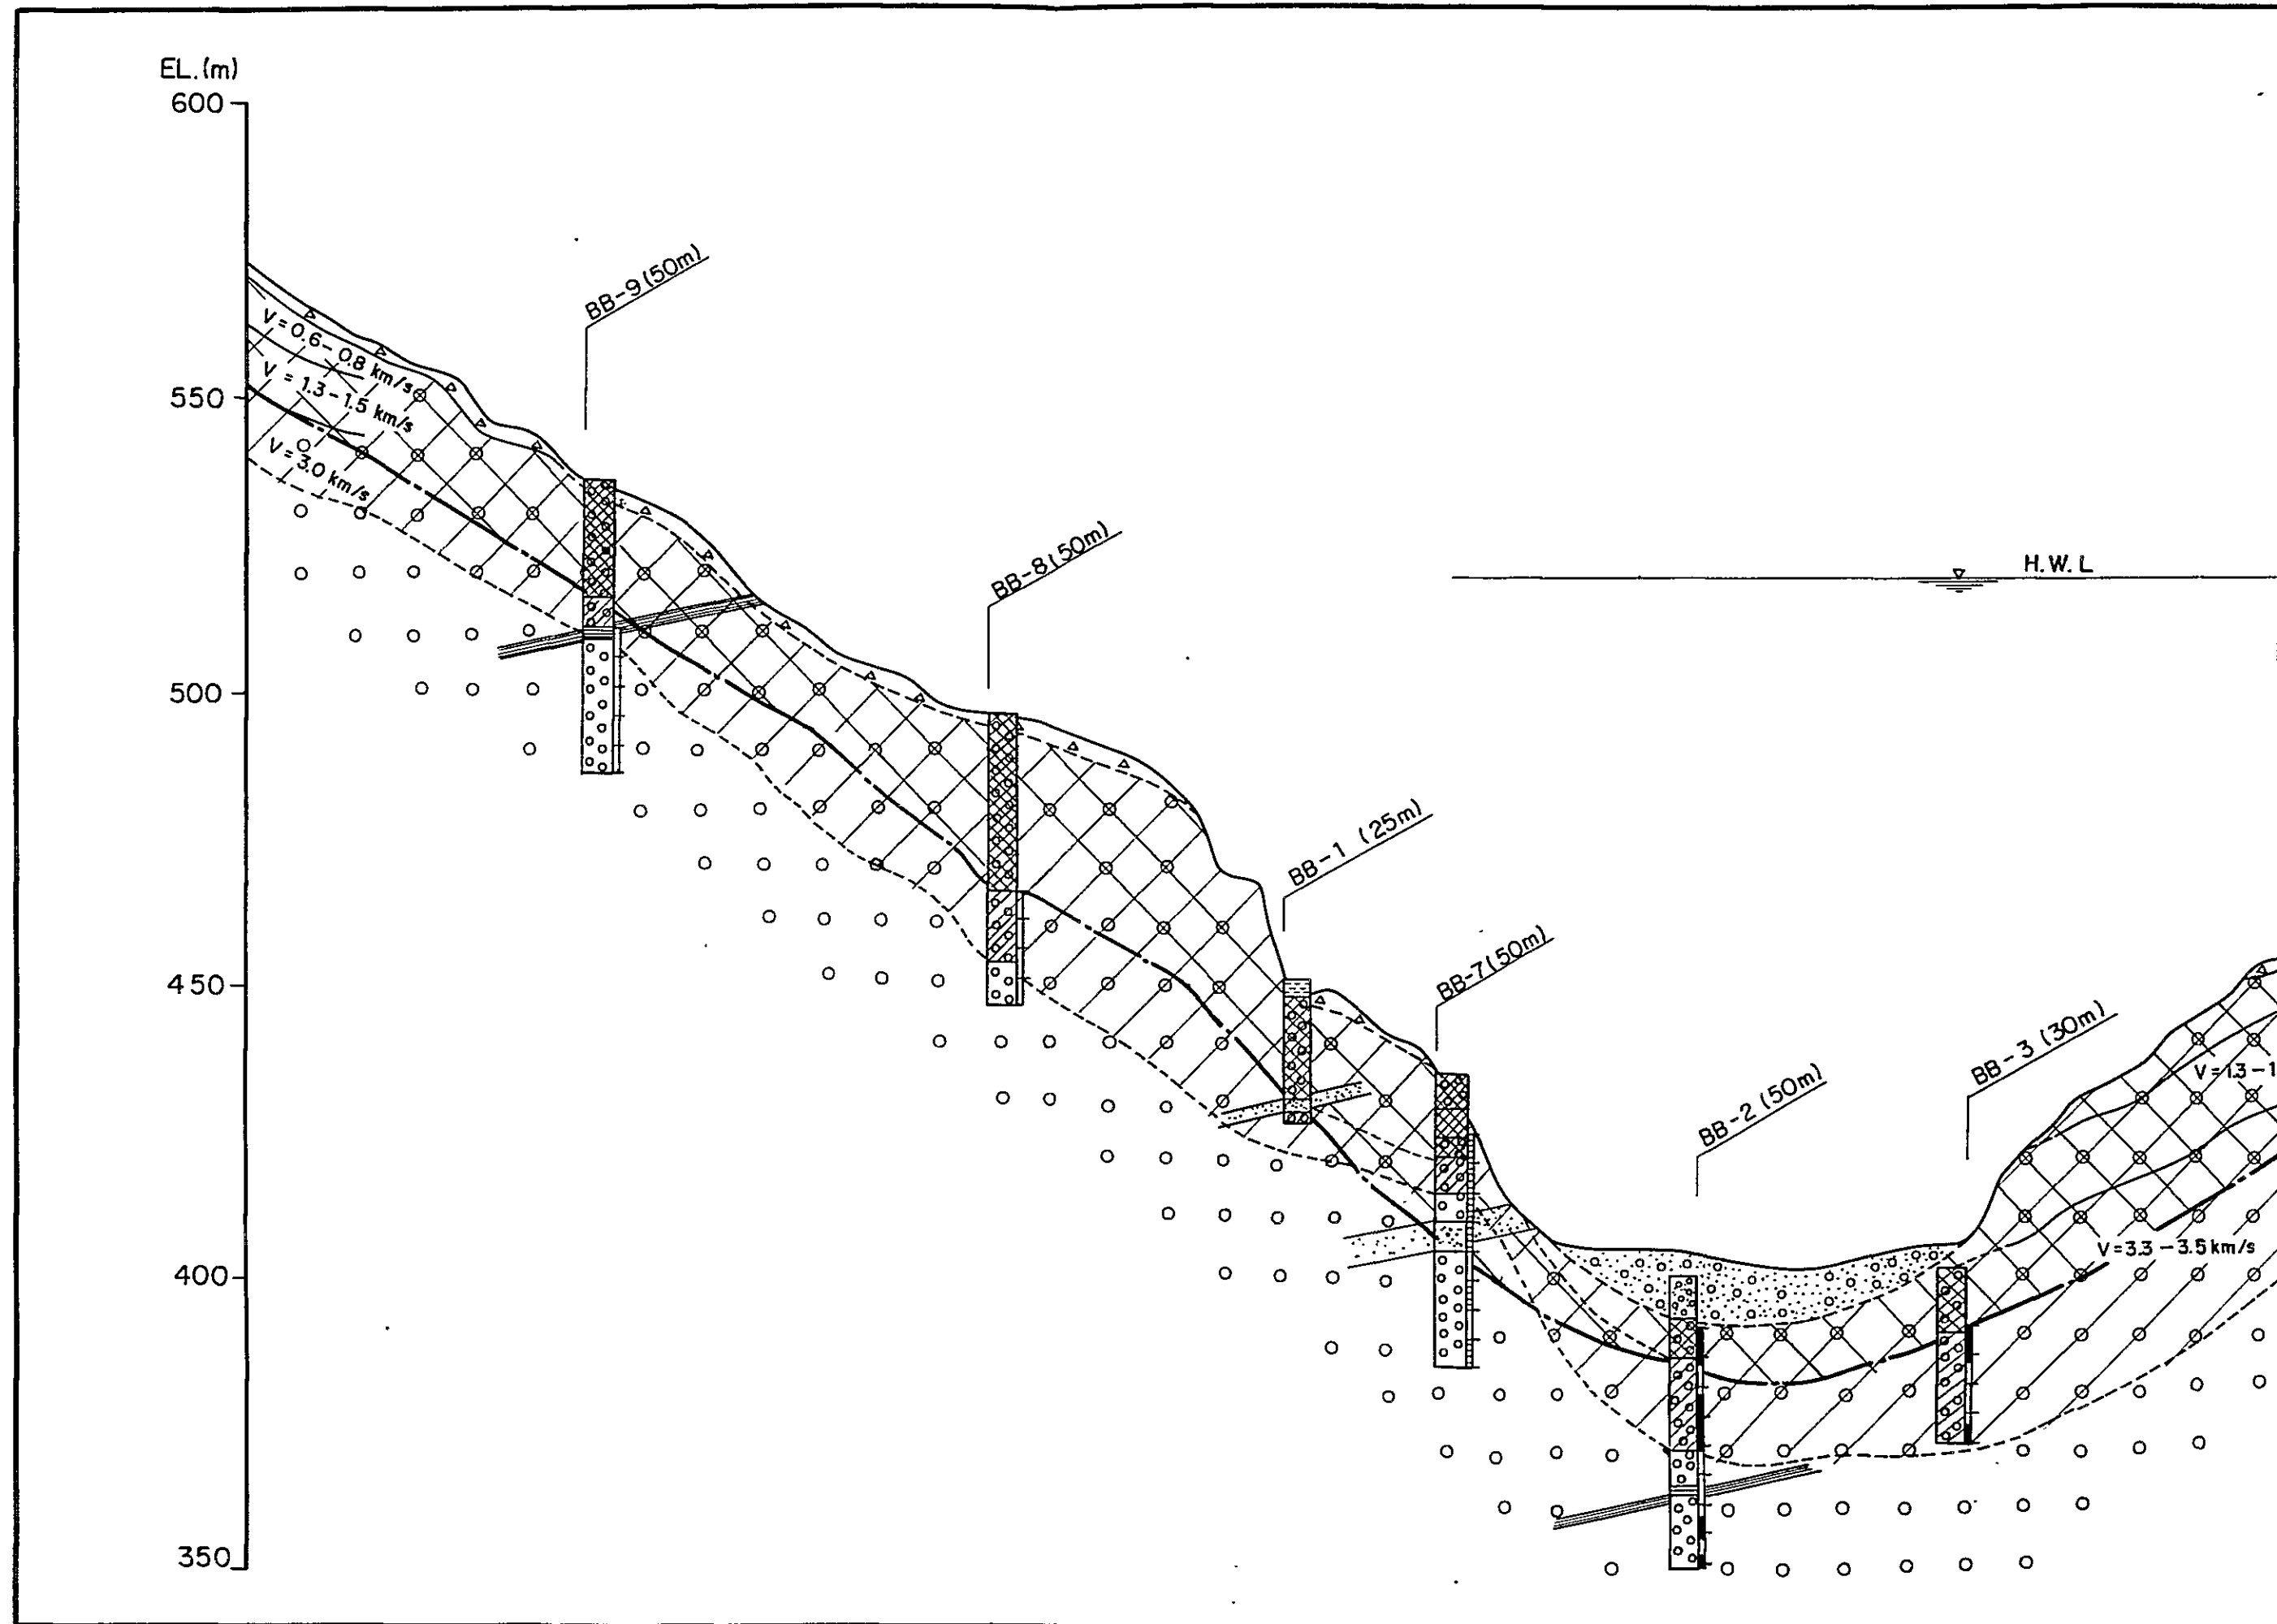 EL.(m)
600
550
500
450
400
350
BB-9 (50m)
V=0.6-0.8 km/s
V=1.3-1.5 km/s
V=3.0 km/s
BB-8 (50m)
H.W.L
BB-1 (25m)
BB-7 (50m)
BB-2 (50m)
BB-3 (30m)
V=1.3-1
V=3.3-3.5 km/s